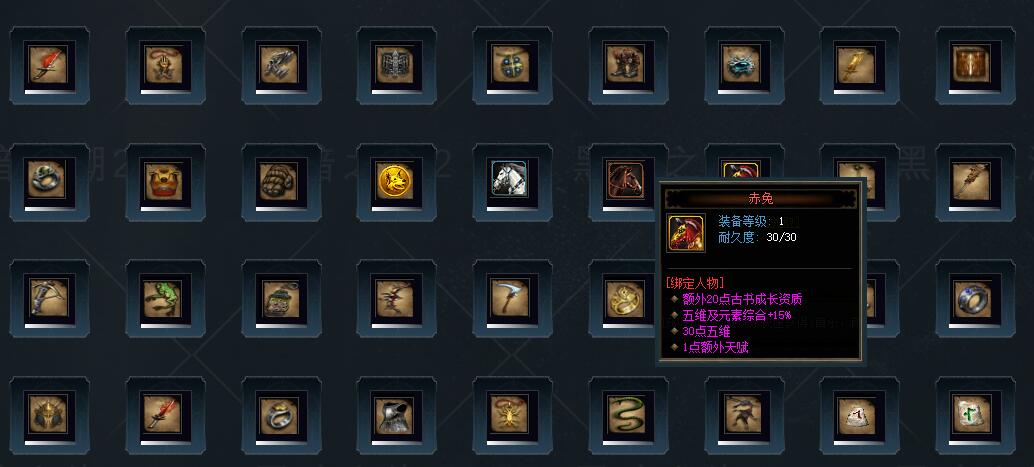 赤兔
装备等级: 1
耐久度: 30/30
[绑定人物]
额外20点古书成长资质
五维及元素综合+15%
30点五维
1点额外天赋